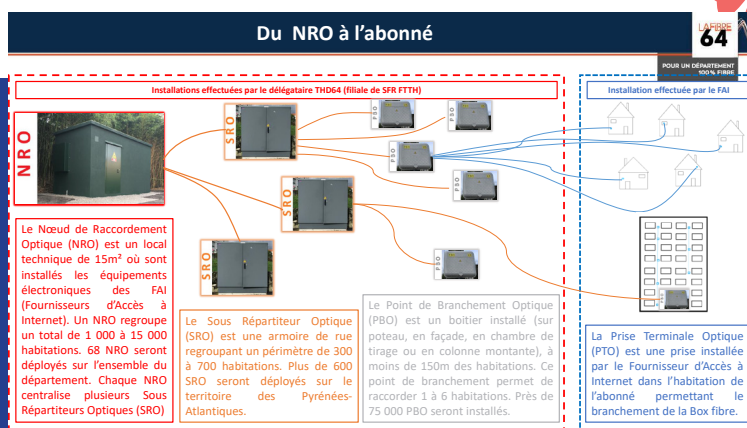 Du NRO à l'abonné
LAFIBRE
64
POUR UN DÉPARTEMENT
100% FIBRE
Installations effectuées par le délégataire THD64 (filiale de SFR FTTH)
Installation effectuée par le FAI
NRO
SRO
SRO
SRO
PBO
PBO
PBO
PBO
PBO
PBO
Le Nœud de Raccordement
Optique (NRO) est un local
technique de 15m² où sont
installés les équipements
électroniques des FAI
(Fournisseurs d'Accès à
Internet). Un NRO regroupe
un total de 1 000 à 15 000
habitations. 68 NRO seront
déployés sur l'ensemble du
département. Chaque NRO
centralise plusieurs Sous
Répartiteurs Optiques (SRO)
Le Sous Répartiteur Optique
(SRO) est une armoire de rue
regroupant un périmètre de 300
à 700 habitations. Plus de 600
SRO seront déployés sur le
territoire des Pyrénées-
Atlantiques.
Le Point de Branchement Optique
(PBO) est un boitier installé (sur
poteau, en façade, en chambre de
tirage ou en colonne montante), à
moins de 150m des habitations. Ce
point de branchement permet de
raccorder 1 à 6 habitations. Près de
75 000 PBO seront installés.
La Prise Terminale Optique
(PTO) est une prise installée
par le Fournisseur d'Accès à
Internet dans l'habitation de
l'abonné permettant le
branchement de la Box fibre.